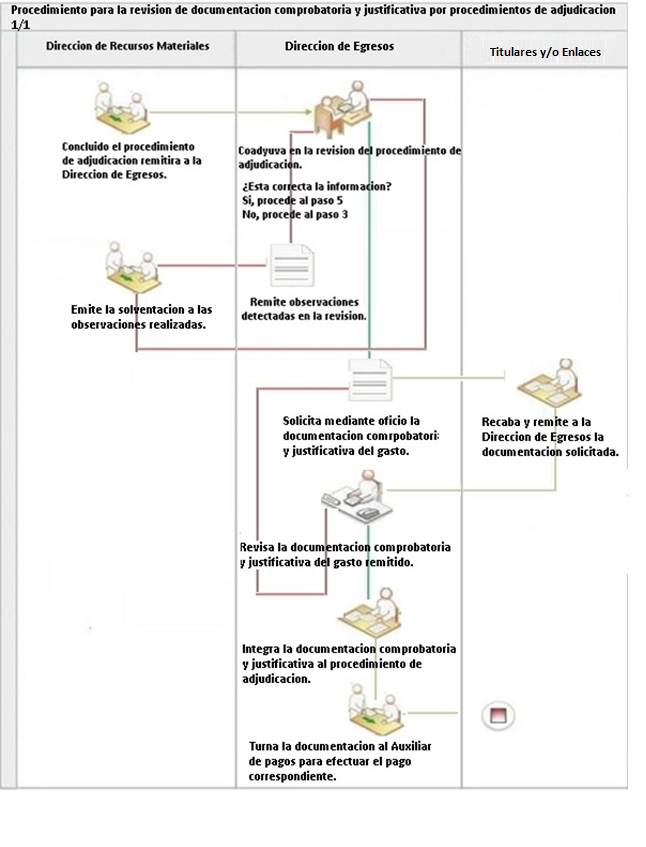 Procedimiento para la revision de documentacion comprobatoria y justificativa por procedimientos de adjudicacion
1/1
Direccion de Recursos Materiales
Direccion de Egresos
Titulares y/o Enlaces
Concluido el procedimiento
de adjudicacion remitira a la
Direccion de Egresos.
Coadyuva en la revision del procedimiento de
adjudicacion.
¿Esta correcta la informacion?
Si, procede al paso 5
No, procede al paso 3
Emite la solventacion a las
observaciones realizadas.
Remite observaciones
detectadas en la revision.
Solicita mediante oficio la
documentacion comrpobatori
y justificativa del gasto.
Recaba y remite a la
Direccion de Egresos la
documentacion solicitada.
Revisa la documentacion comprobatoria
y justificativa del gasto remitido.
Integra la documentacion comprobatoria
y justificativa al procedimiento de
adjudicacion.
Turna la documentacion al Auxiliar
de pagos para efectuar el pago
correspondiente.